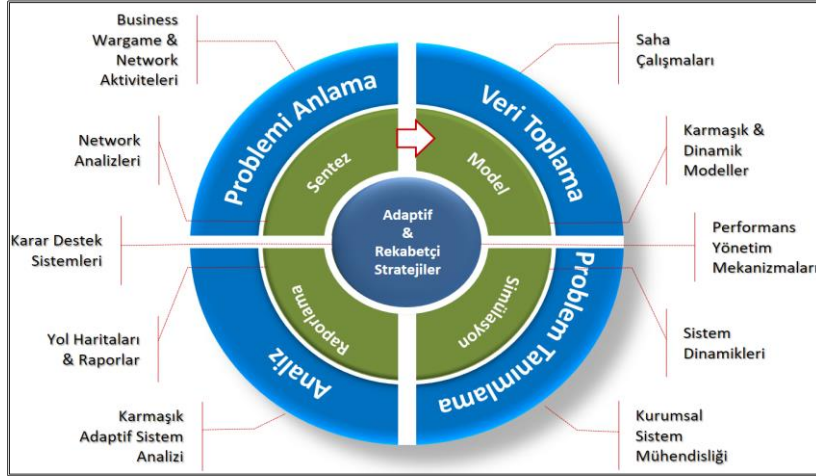 Business
Wargame &
Network
Aktiviteleri
Network
Analizleri
Karar Destek
Sistemleri
Yol Haritaları
& Raporlar
Karmaşık
Adaptif Sistem
Analizi
Problemi Anlama
Veri Toplama
Problem Tanımlama
Analiz
Sentez
Model
Simülasyon
Raporlama
Adaptif
&
Rekabetçi
Stratejiler
Saha
Çalışmaları
Karmaşık &
Dinamik
Modeller
Performans
Yönetim
Mekanizmaları
Sistem
Dinamikleri
Kurumsal
Sistem
Mühendisliği